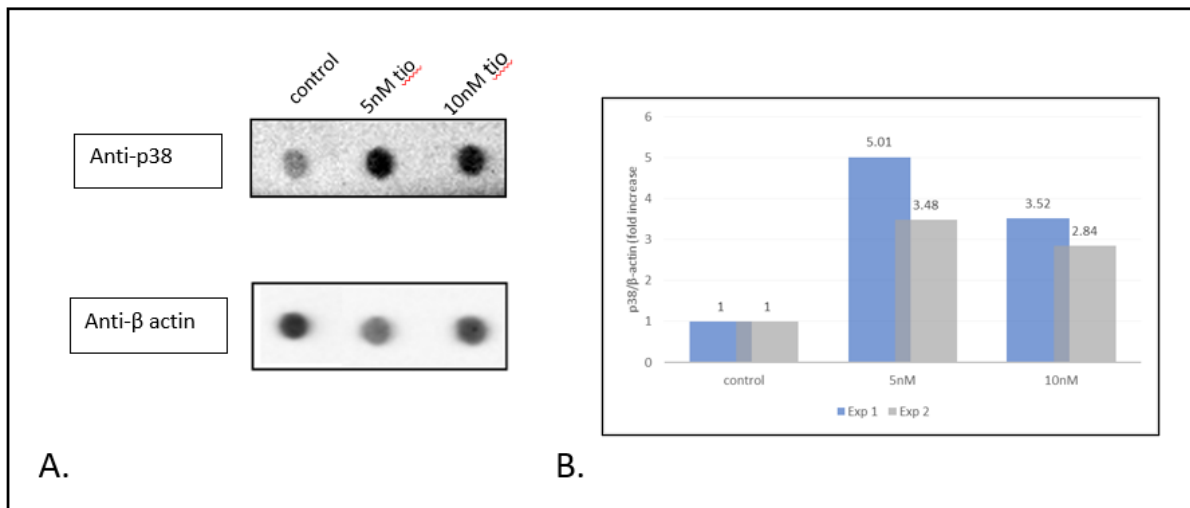 control
5nM tio
10nM tio
Anti-p38
Anti-β actin
A.
p38/β-actin (fold increase
6
5
4
3
2
1
0
1
1
5.01
3.48
3.52
2.84
control
5nM
10nM
Exp 1
Exp 2
B.